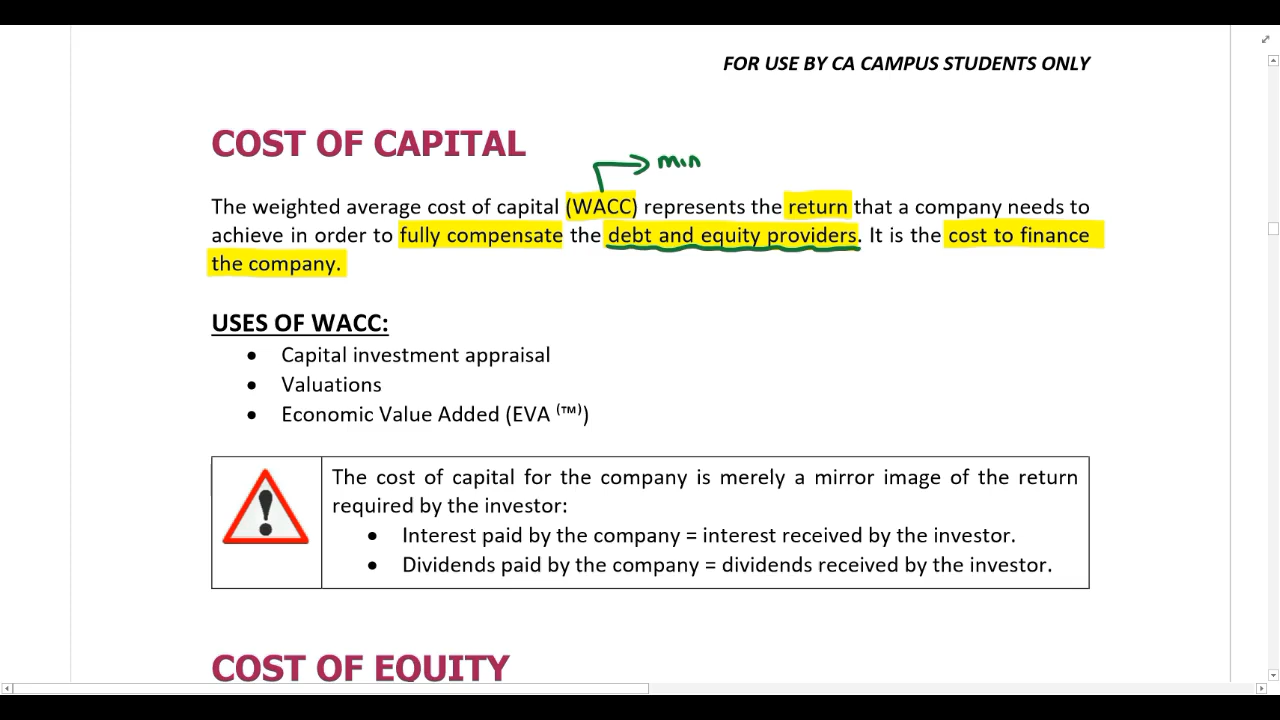 FOR USE BY CA CAMPUS STUDENTS ONLY
COST OF CAPITAL
min
The weighted average cost of capital (WACC) represents the return that a company needs to
achieve in order to fully compensate the debt and equity providers. It is the cost to finance
the company.
USES OF WACC:
• Capital investment appraisal
• Valuations
• Economic Value Added (EVA (™))
The cost of capital for the company is merely a mirror image of the return
required by the investor:
• Interest paid by the company = interest received by the investor.
• Dividends paid by the company = dividends received by the investor.
COST OF EQUITY